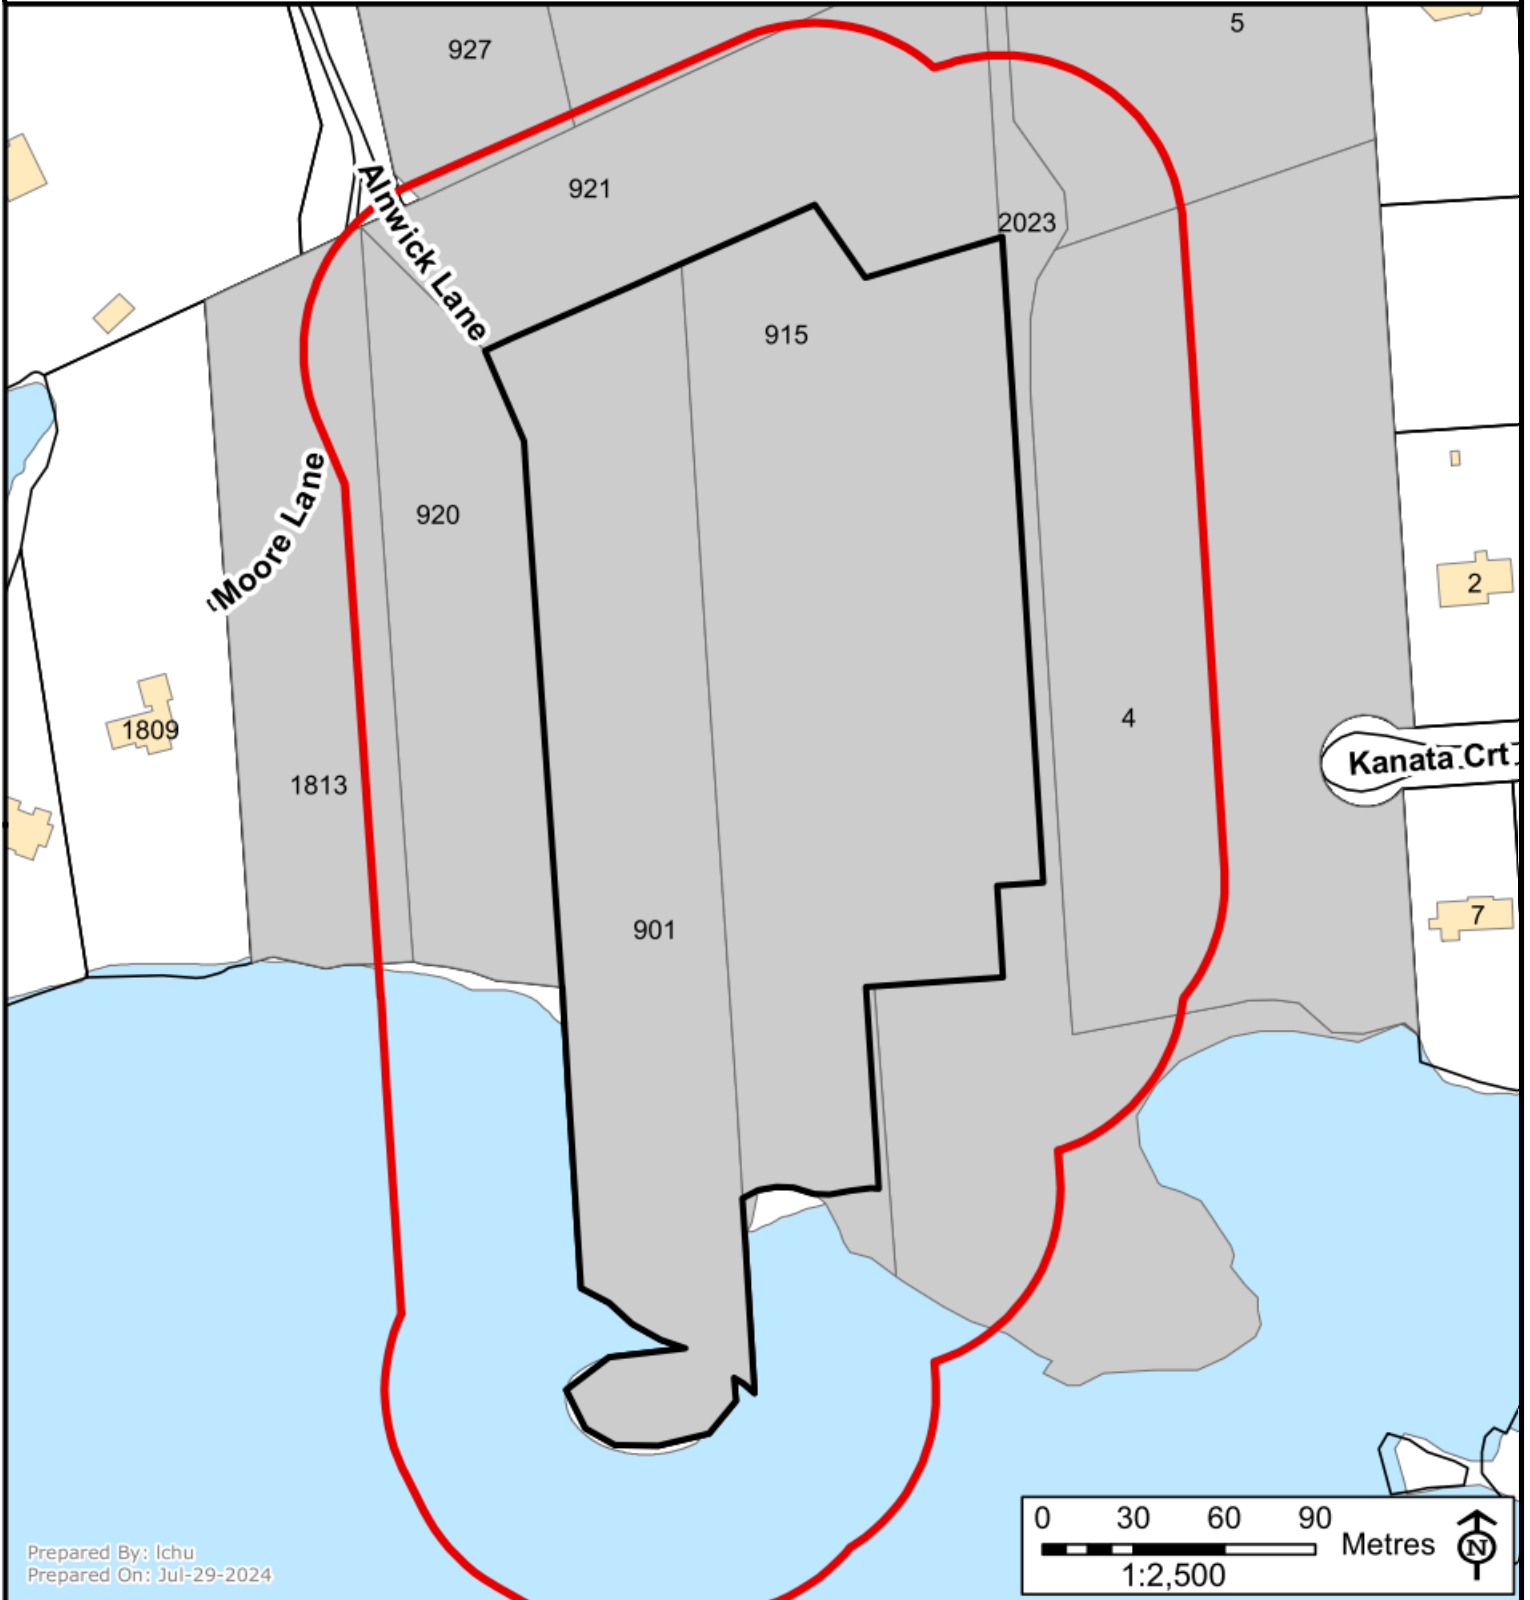 927
5
921
Alnwick Lane
2023
915
Moore Lane
920
2
1809
4
1813
Kanata Crt
7
901
0 30 60 90
Metres
N
1:2,500
Prepared By: lchu
Prepared On: Jul-29-2024